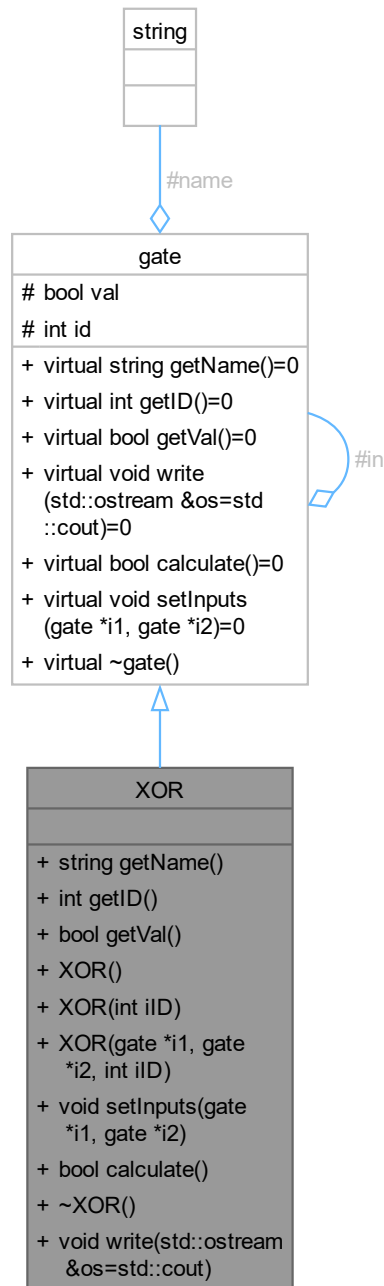 string
#name
gate
# bool val
# int id
+ virtual string getName()=0
+ virtual int getID()=0
+ virtual bool getVal()=0
+ virtual void write
(std::ostream &os=std
::cout)=0
#in
+ virtual bool calculate()=0
+ virtual void setInputs
(gate *i1, gate *i2)=0
+ virtual ~gate()
XOR
+ string getName()
+ int getID()
+ bool getVal()
+ XOR()
+ XOR(int iID)
+ XOR(gate *i1, gate
*i2, int iID)
+ void setInputs(gate
*i1, gate *i2)
+ bool calculate()
+ ~XOR()
+ void write(std::ostream
&os=std::cout)